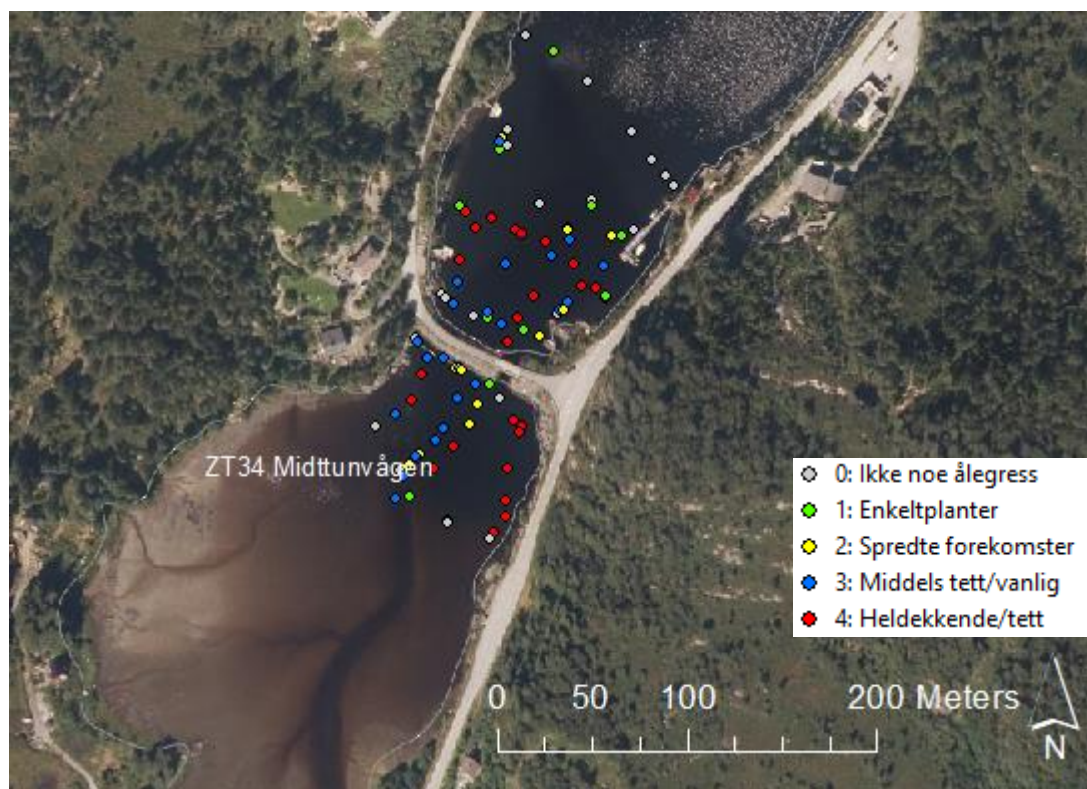 ZT34 Midttunvågen
0: Ikke noe ålegress
1: Enkeltplanter
2: Spredte forekomster
3: Middels tett/vanlig
4: Heldekkende/tett
0 50 100 200 Meters
N